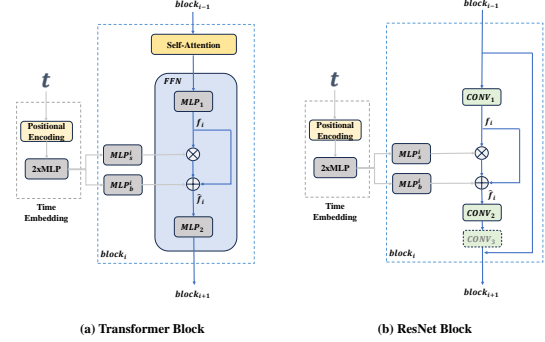 block_{i-1}
Self-Attention
FFN
t
MLP_1
Positional
Encoding
f_i
2xMLP
MLP_s^i
MLP_b^i
\hat{f}_i
Time
Embedding
MLP_2
block_i
block_{i+1}
(a) Transformer Block
block_{i-1}
t
CONV_1
Positional
Encoding
f_i
2xMLP
MLP_s^i
MLP_b^i
\hat{f}_i
Time
Embedding
CONV_2
CONV_3
block_i
block_{i+1}
(b) ResNet Block